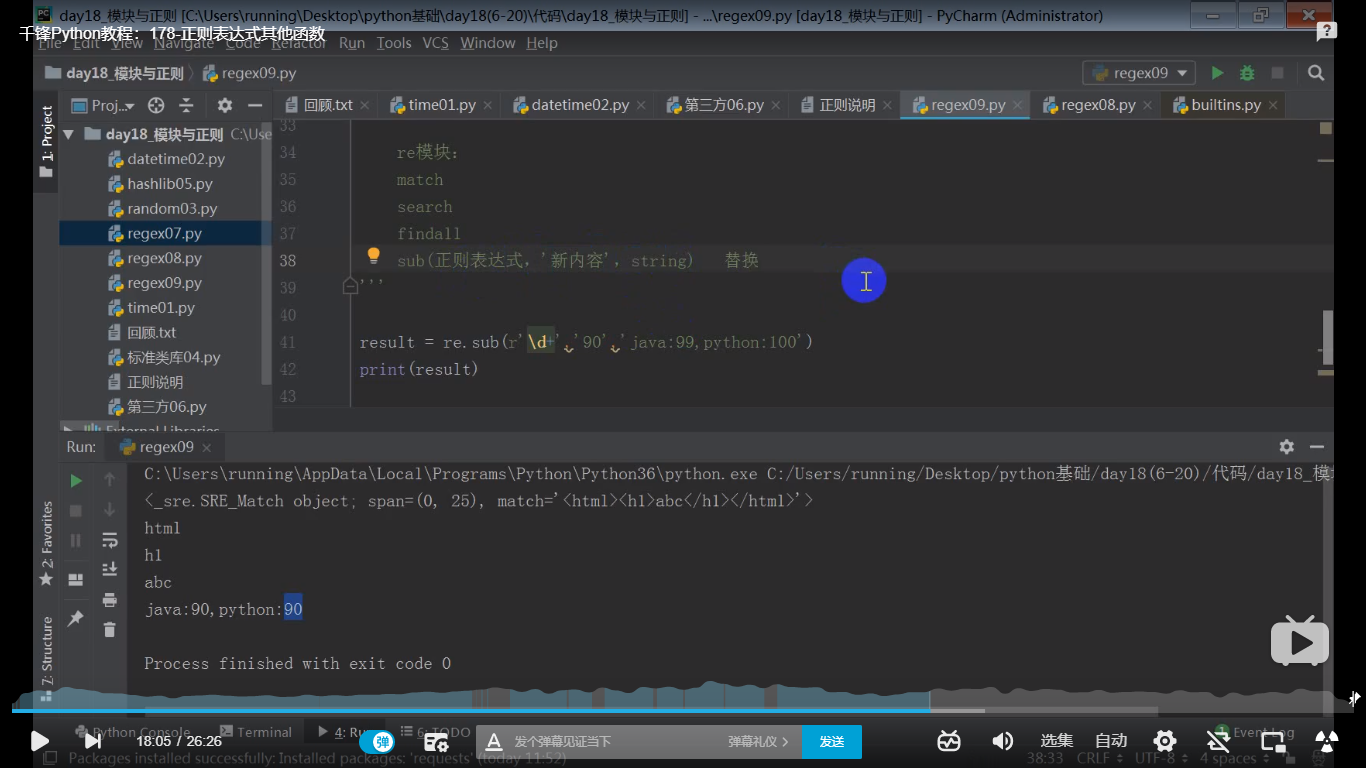 day18_模块与正则 [C:\Users\running\Desktop\python基础\day18(6-20)\代码\day18_模块与正则] - ...\regex09.py [day18_模块与正则] - PyCharm (Administrator)
千锋Python教程：178-正则表达式其他函数
File Edit View Navigate Code Refactor Run Tools VCS Window Help
day18_模块与正则 regex09.py regex09
1: Project
Proj... 回顾.txt time01.py datetime02.py 第三方06.py 正则说明 regex09.py regex08.py builtins.py
day18_模块与正则 C:\Use
datetime02.py
hashlib05.py
random03.py
regex07.py
regex08.py
regex09.py
time01.py
回顾.txt
标准类库04.py
正则说明
第三方06.py
External Libraries
33
34 re模块：
35 match
36 search
37 findall
38 sub(正则表达式，'新内容'，string) 替换
39 '''
40
41 result = re.sub(r'\d+','90','java:99,python:100')
42 print(result)
43
Run: regex09
C:\Users\running\AppData\Local\Programs\Python\Python36\python.exe C:/Users/running/Desktop/python基础/day18(6-20)/代码/day18_模
<_sre.SRE_Match object; span=(0, 25), match='<html><h1>abc</h1></html>'>
html
h1
abc
java:90,python:90
Process finished with exit code 0
2: Favorites
7: Structure
Python Console Terminal 4: Ru 6: TODO Event Log
18:05 / 26:26 弹 发个弹幕见证当下 弹幕礼仪 > 发送 选集 自动
Packages installed successfully: Installed packages: 'requests' (today 11:52) 38:33 CRLF UTF-8 4 spaces